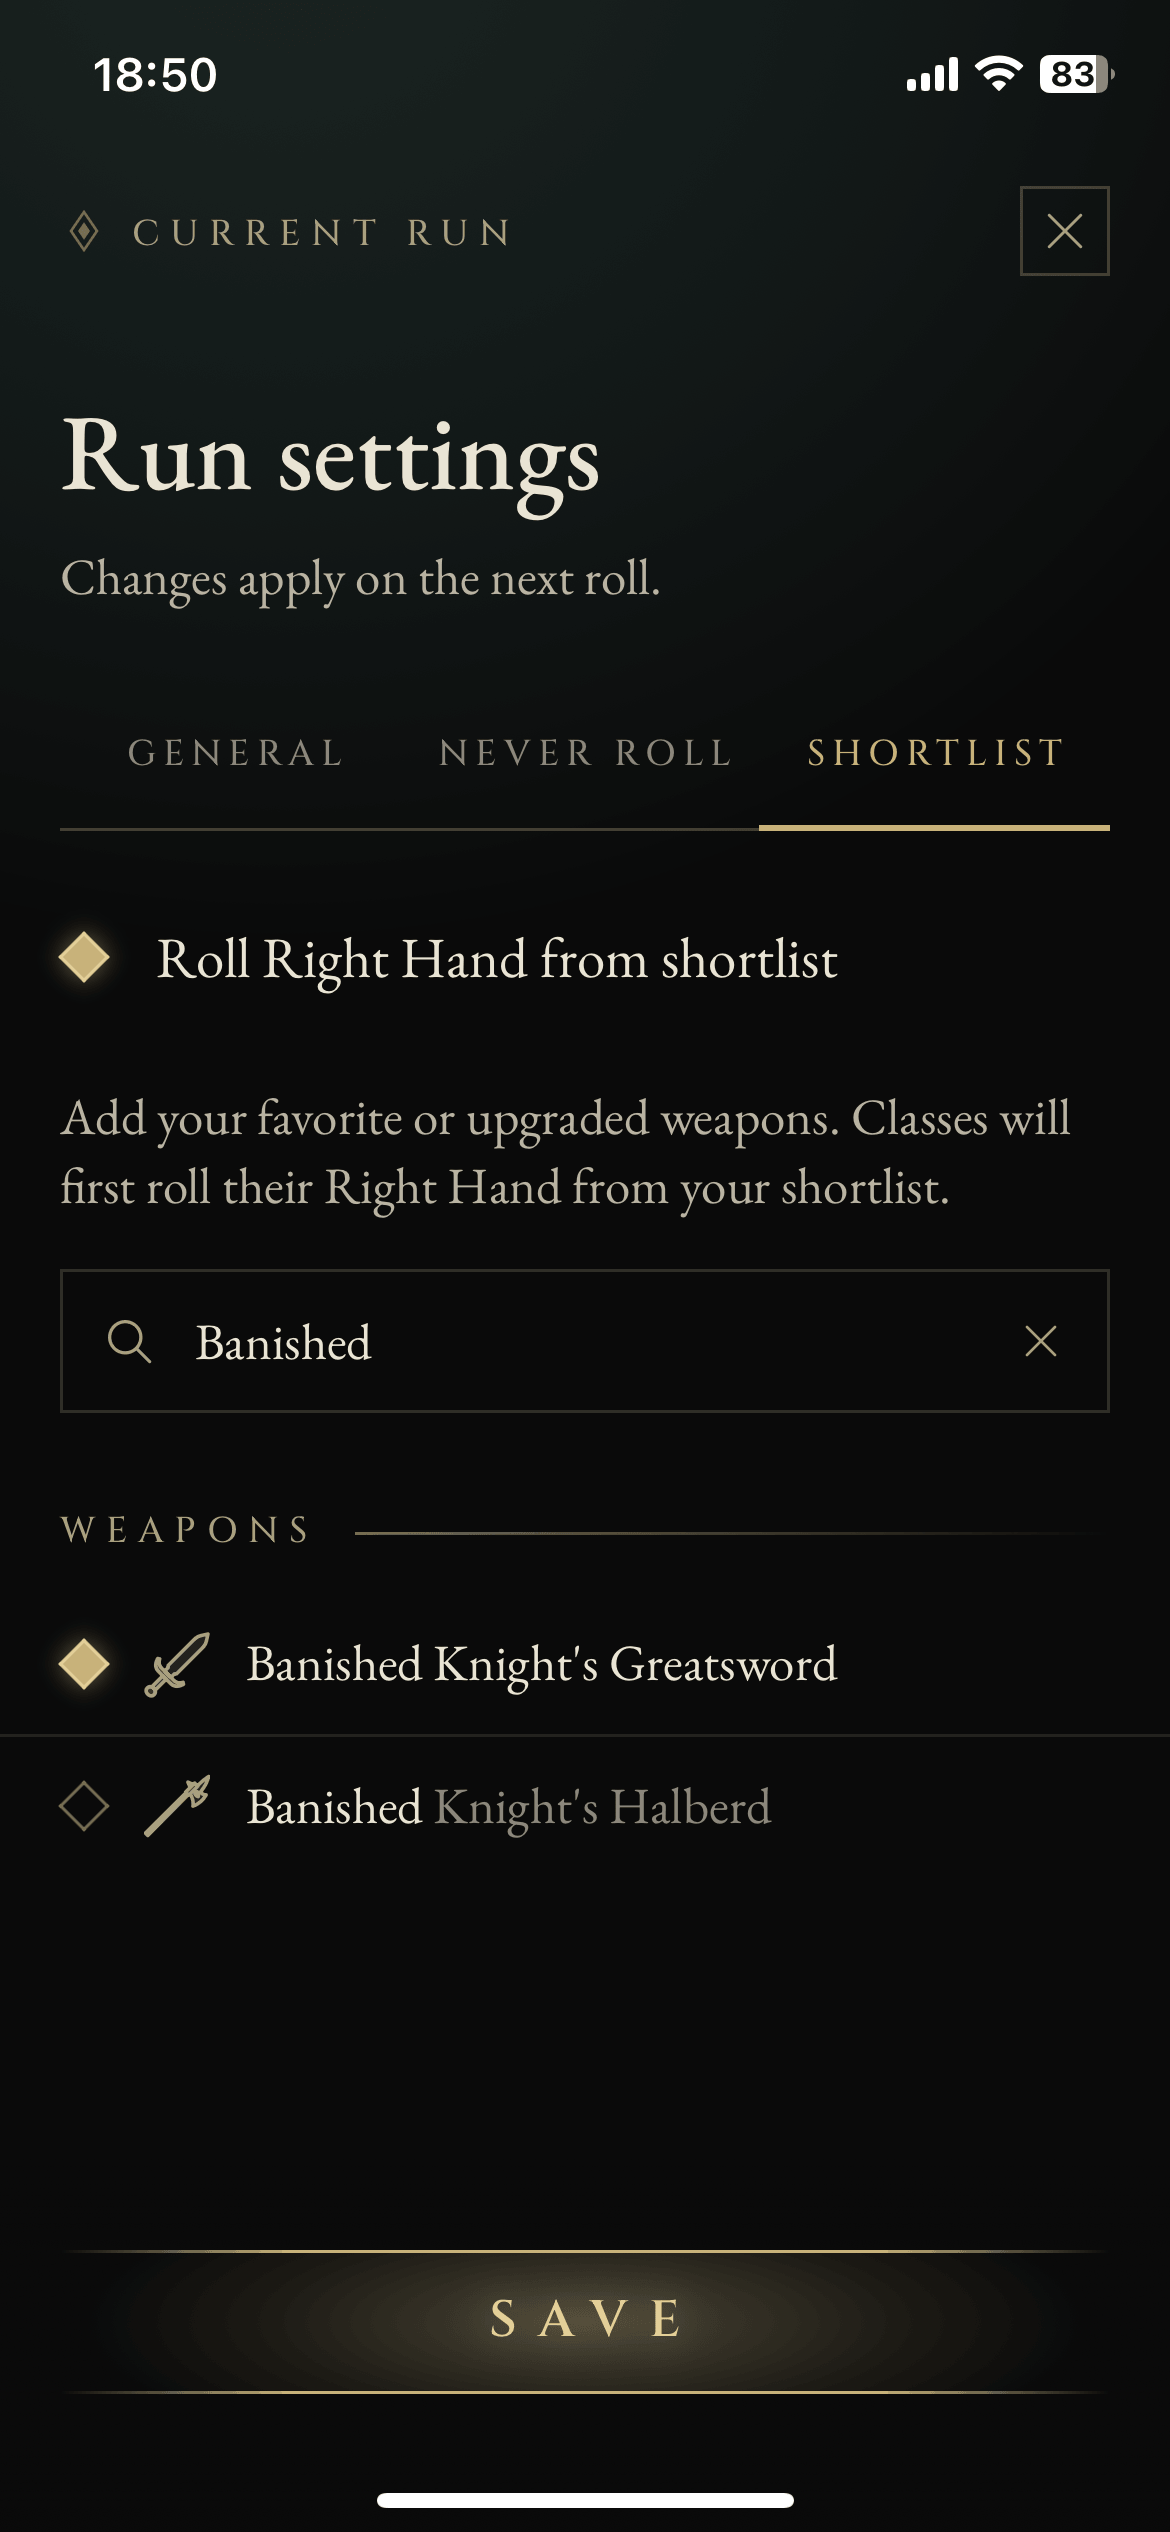 18:50
83
CURRENT RUN
Run settings
Changes apply on the next roll.
GENERAL NEVER ROLL SHORTLIST
Roll Right Hand from shortlist
Add your favorite or upgraded weapons. Classes will
first roll their Right Hand from your shortlist.
Banished
WEAPONS
Banished Knight's Greatsword
Banished Knight's Halberd
SAVE